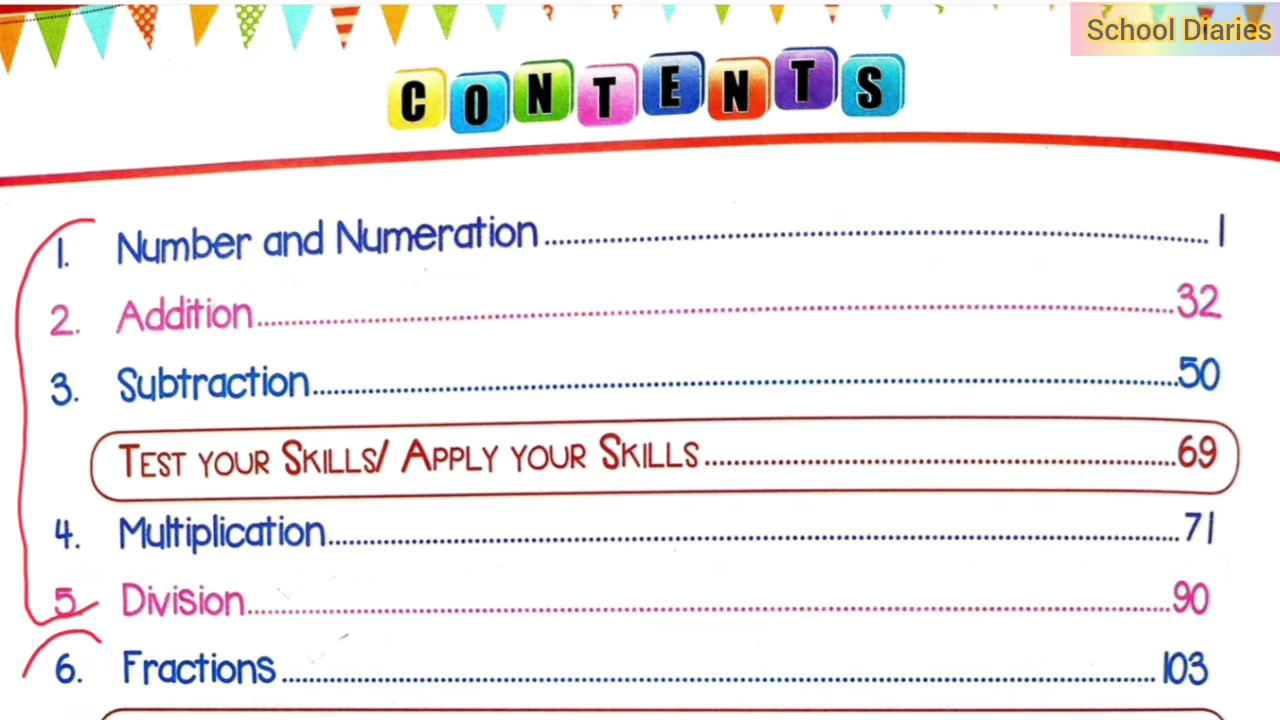 School Diaries
CONTENTS
1. Number and Numeration 1
2. Addition 32
3. Subtraction 50
TEST YOUR SKILLS/ APPLY YOUR SKILLS 69
4. Multiplication 71
5. Division 90
6. Fractions 103